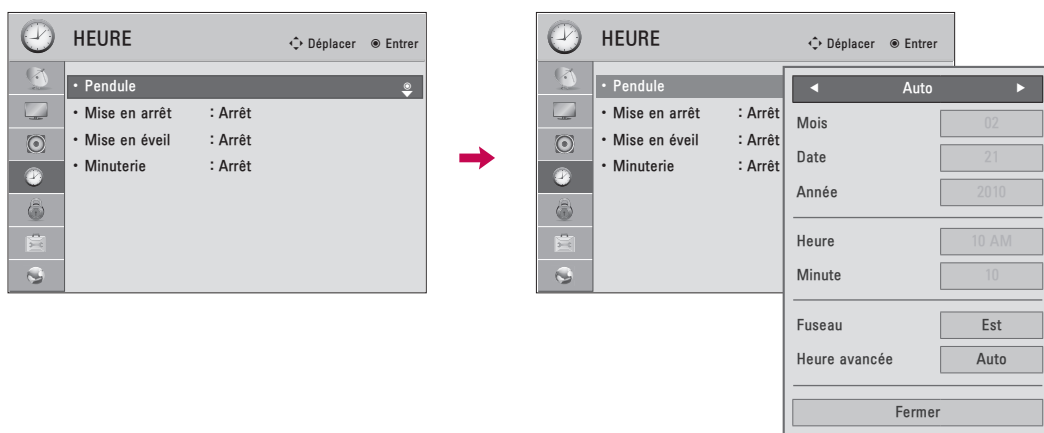 HEURE
Déplacer
Entrer
• Pendule
• Mise en arrêt : Arrêt
• Mise en éveil : Arrêt
• Minuterie : Arrêt
HEURE
Déplacer
Entrer
• Pendule
• Mise en arrêt : Arrêt
• Mise en éveil : Arrêt
• Minuterie : Arrêt
◄ Auto ►
Mois 02
Date 21
Année 2010
Heure 10 AM
Minute 10
Fuseau Est
Heure avancée Auto
Fermer